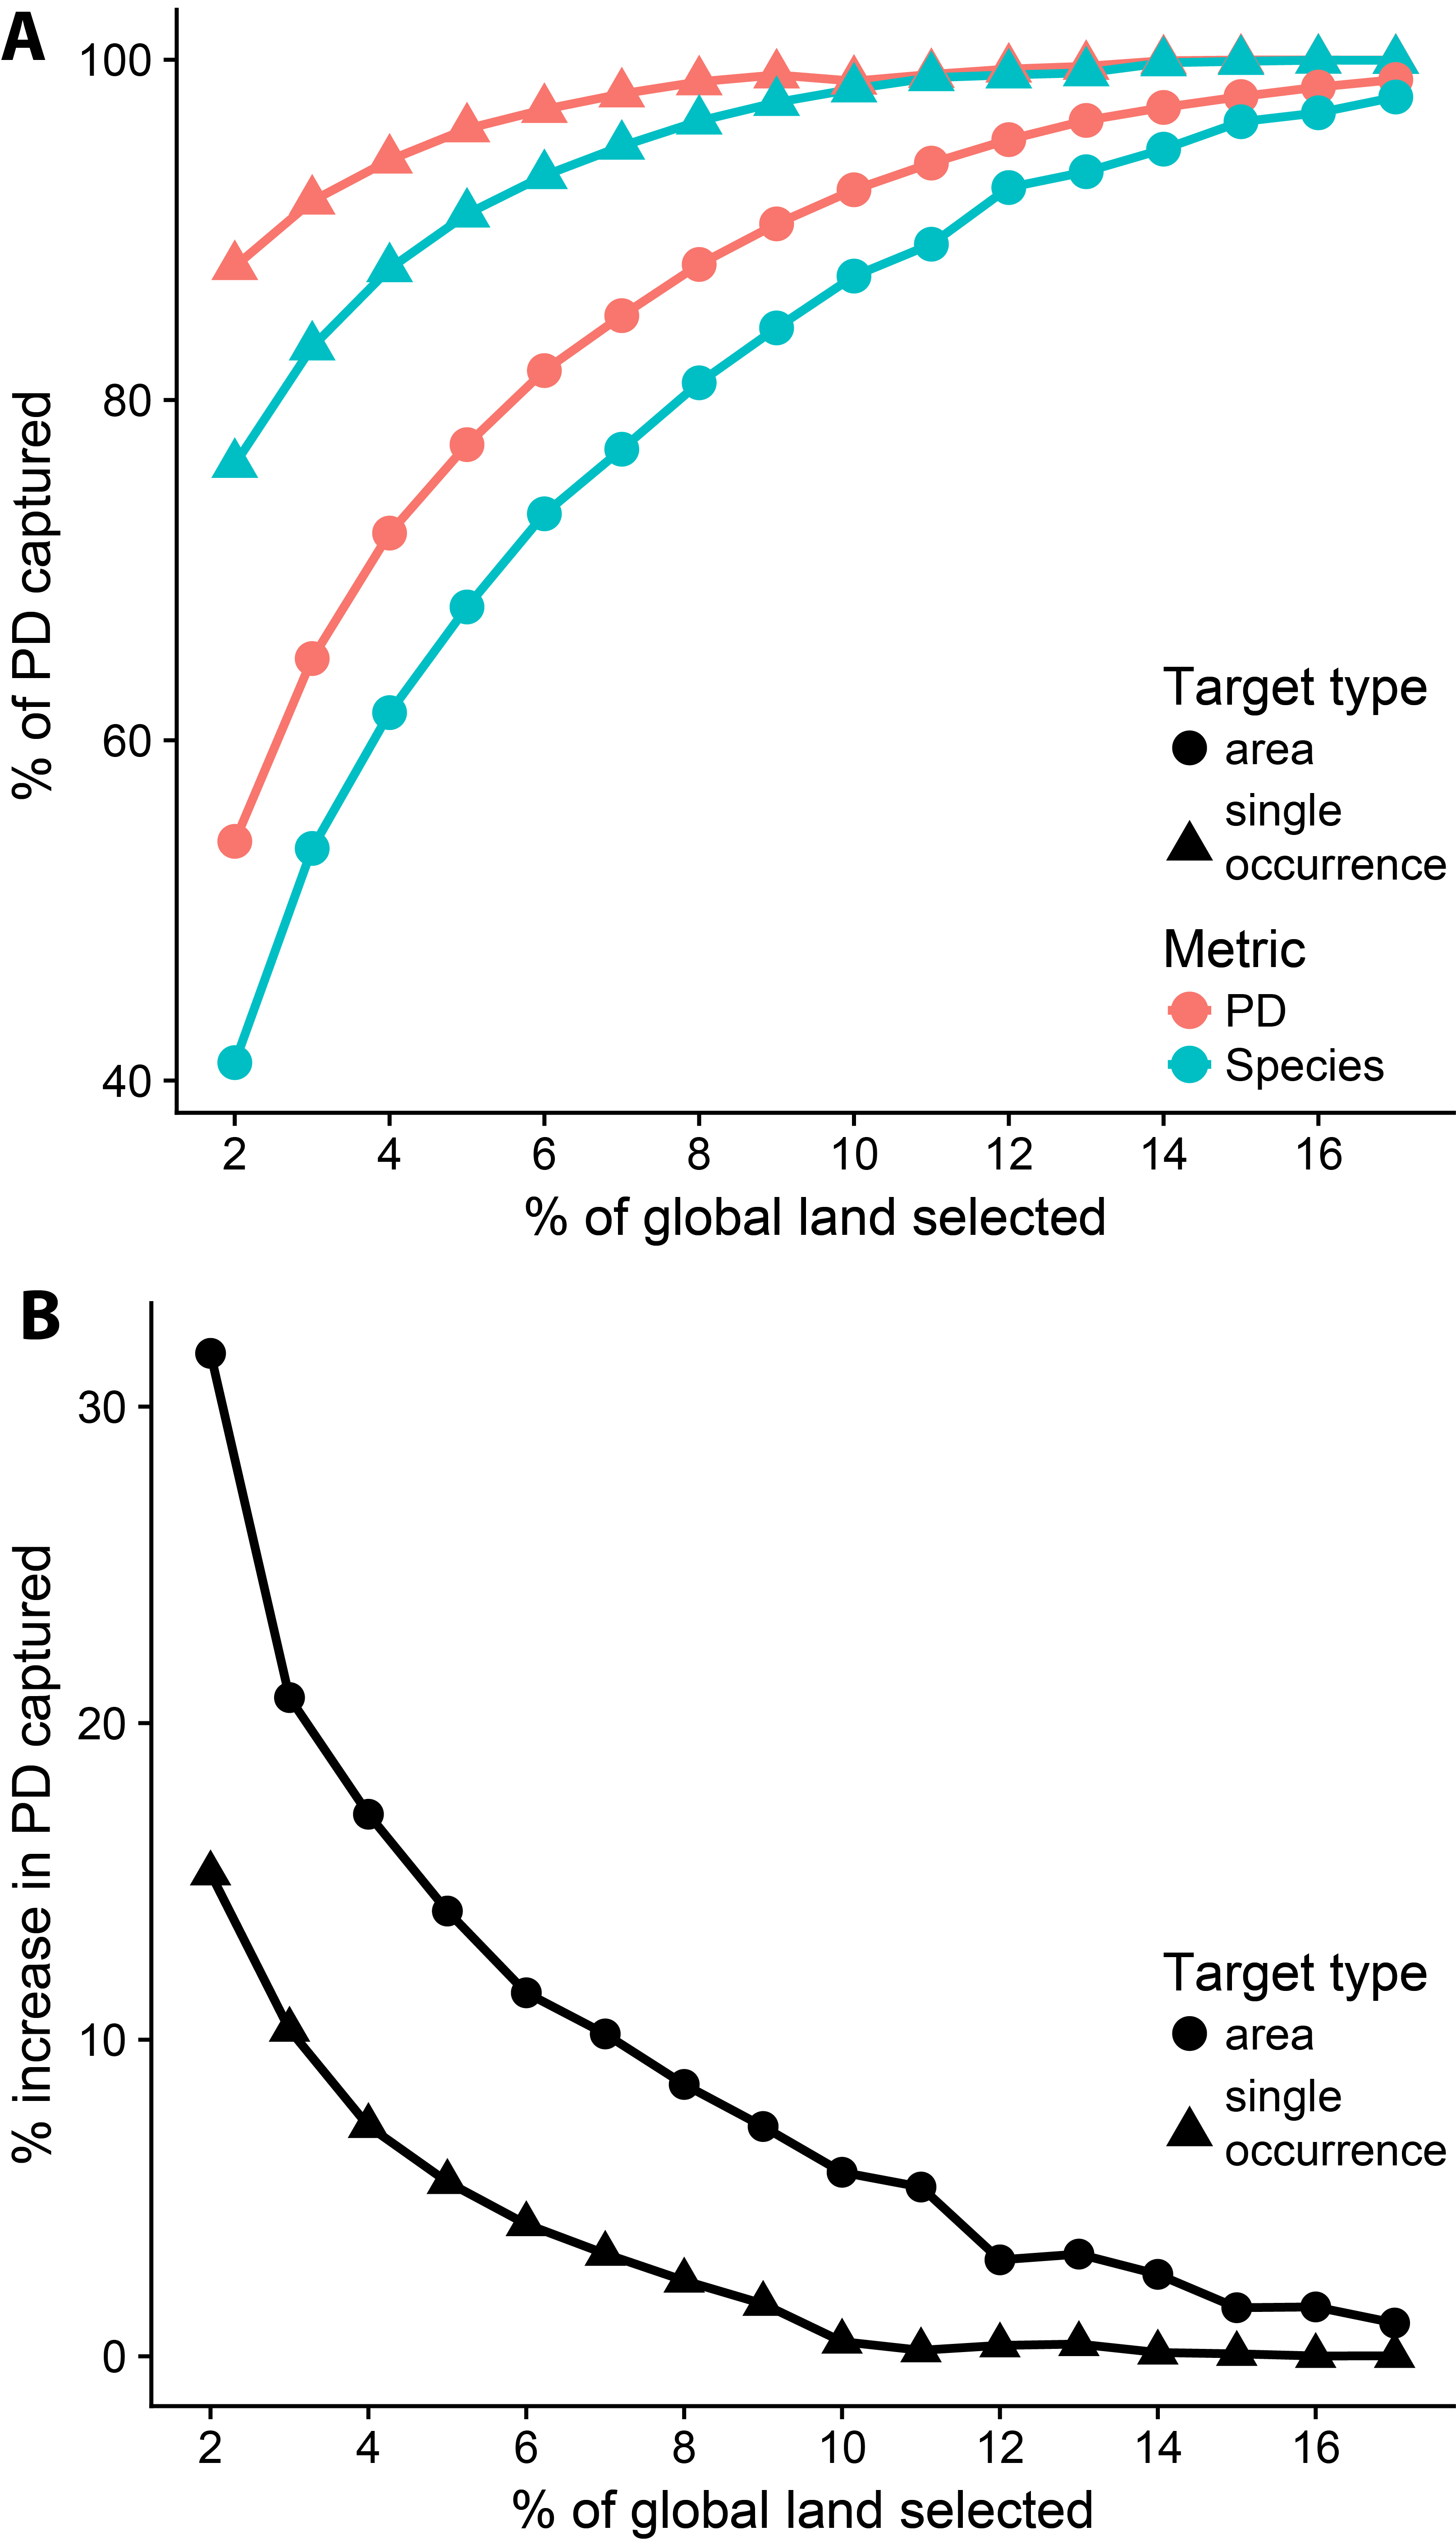 A
100
80
60
40
% of PD captured
2 4 6 8 10 12 14 16
% of global land selected
Target type
area
single
occurrence
Metric
PD
Species
B
30
20
10
0
% increase in PD captured
2 4 6 8 10 12 14 16
% of global land selected
Target type
area
single
occurrence